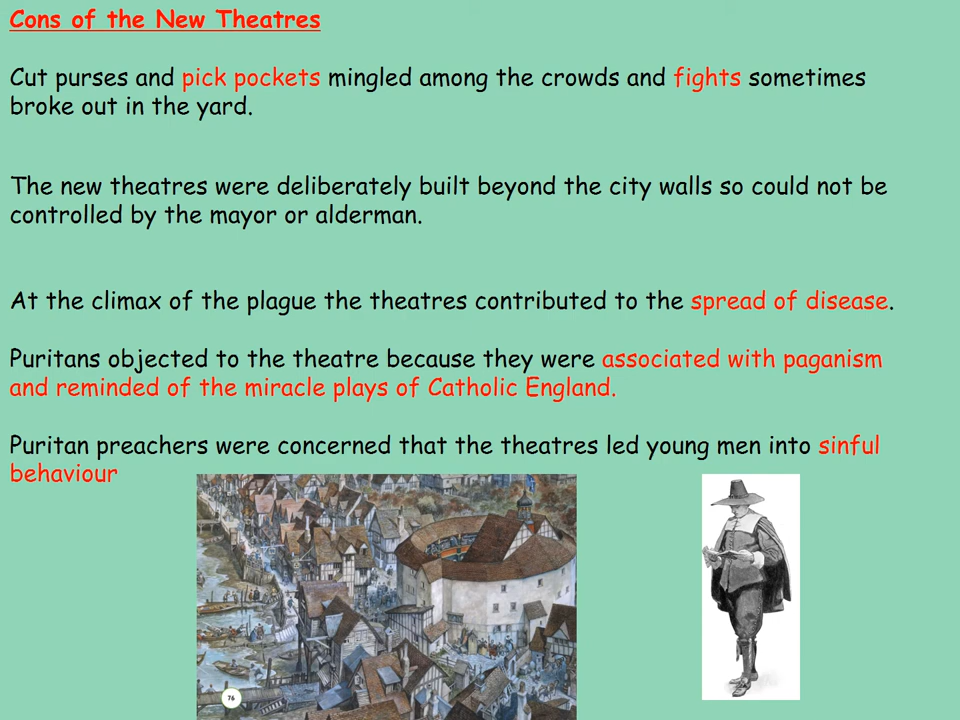 Cons of the New Theatres
Cut purses and pick pockets mingled among the crowds and fights sometimes
broke out in the yard.
The new theatres were deliberately built beyond the city walls so could not be
controlled by the mayor or alderman.
At the climax of the plague the theatres contributed to the spread of disease.
Puritans objected to the theatre because they were associated with paganism
and reminded of the miracle plays of Catholic England.
Puritan preachers were concerned that the theatres led young men into sinful
behaviour
76